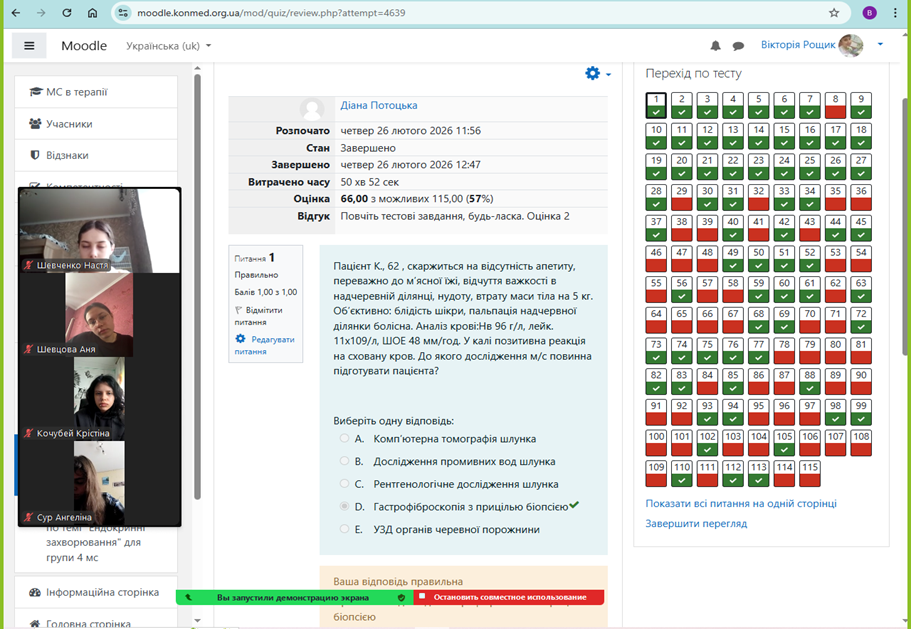 moodle.konmed.org.ua/mod/quiz/review.php?attempt=4639
B
Moodle
Українська (uk)
Вікторія Рощик
МС в терапії
Учасники
Відзнаки
Шевченко Настя
Шевцова Аня
Кочубей Крістіна
Сур Ангеліна
захворювання" для
групи 4 мс
Інформаційна сторінка
Головна сторінка
Діана Потоцька
Розпочато четвер 26 лютого 2026 11:56
Стан Завершено
Завершено четвер 26 лютого 2026 12:47
Витрачено часу 50 хв 52 сек
Оцінка 66,00 з можливих 115,00 (57%)
Відгук Повчіть тестові завдання, будь-ласка. Оцінка 2
Питання 1
Правильно
Балів 1,00 з 1,00
Відмітити
питання
Редагувати
питання
Пацієнт К., 62 , скаржиться на відсутність апетиту,
переважно до м'ясної їжі, відчуття важкості в
надчеревній ділянці, нудоту, втрату маси тіла на 5 кг.
Об'єктивно: блідість шкіри, пальпація надчервної
ділянки болісна. Аналіз крові:Нв 96 г/л, лейк.
11х109/л, ШОЕ 48 мм/год. У калі позитивна реакція
на сховану кров. До якого дослідження м/с повинна
підготувати пацієнта?
Виберіть одну відповідь:
A. Комп'ютерна томографія шлунка
B. Дослідження промивних вод шлунка
C. Рентгенологічне дослідження шлунка
D. Гастрофіброскопія з прицілью біопсією
E. УЗД органів черевної порожнини
Ваша відповідь правильна
біопсією
Вы запустили демонстрацию экрана
Остановить совместное использование
Перехід по тесту
1 2 3 4 5 6 7 8 9
10 11 12 13 14 15 16 17 18
19 20 21 22 23 24 25 26 27
28 29 30 31 32 33 34 35 36
37 38 39 40 41 42 43 44 45
46 47 48 49 50 51 52 53 54
55 56 57 58 59 60 61 62 63
64 65 66 67 68 69 70 71 72
73 74 75 76 77 78 79 80 81
82 83 84 85 86 87 88 89 90
91 92 93 94 95 96 97 98 99
100 101 102 103 104 105 106 107 108
109 110 111 112 113 114 115
Показати всі питання на одній сторінці
Завершити перегляд